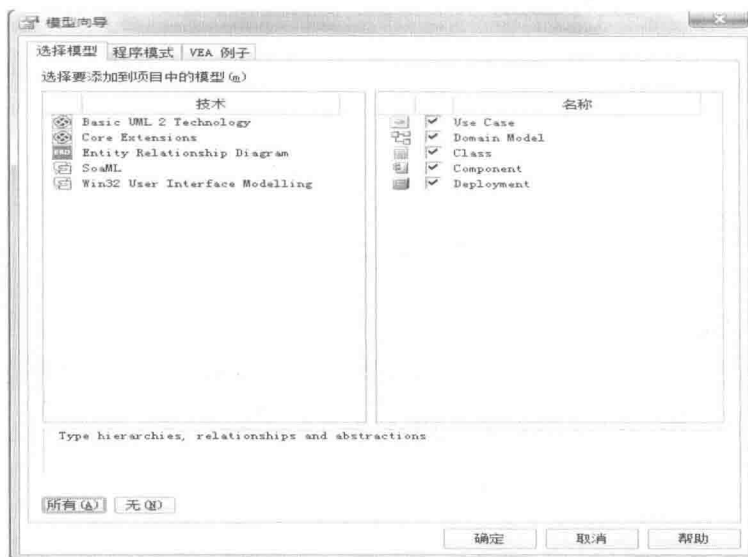 模型向导
选择模型 程序模式 VEA 例子
选择要添加到项目中的模型(m)
技术
Basic UML 2 Technology
Core Extensions
ERD Entity Relationship Diagram
SoaML
Win32 User Interface Modelling
名称
Use Case
Domain Model
Class
Component
Deployment
Type hierarchies, relationships and abstractions
所有(A) 无(N)
确定 取消 帮助